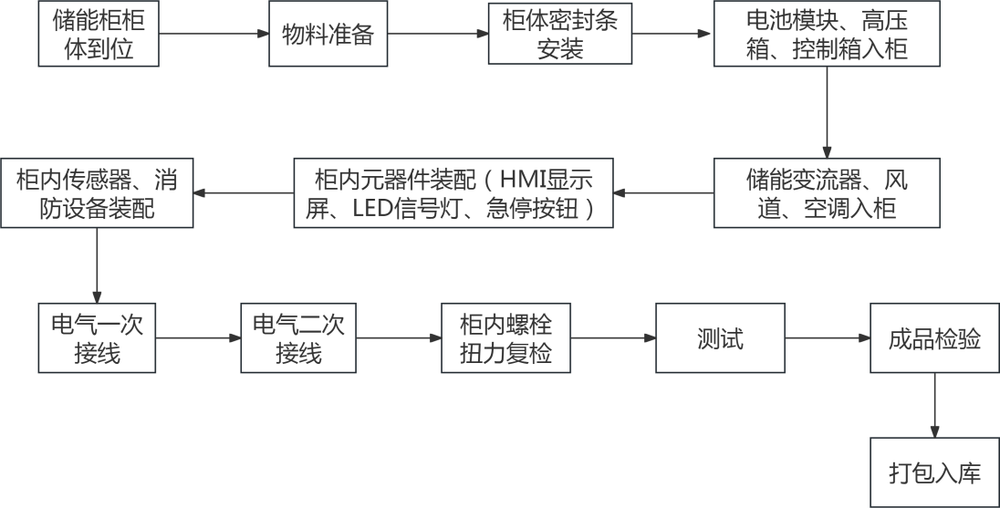 储能柜柜
体到位
物料准备
柜体密封条
安装
电池模块、高压
箱、控制箱入柜
储能变流器、风
道、空调入柜
柜内元器件装配（HMI显示
屏、LED信号灯、急停按钮）
柜内传感器、消
防设备装配
电气一次
接线
电气二次
接线
柜内螺栓
扭力复检
测试
成品检验
打包入库